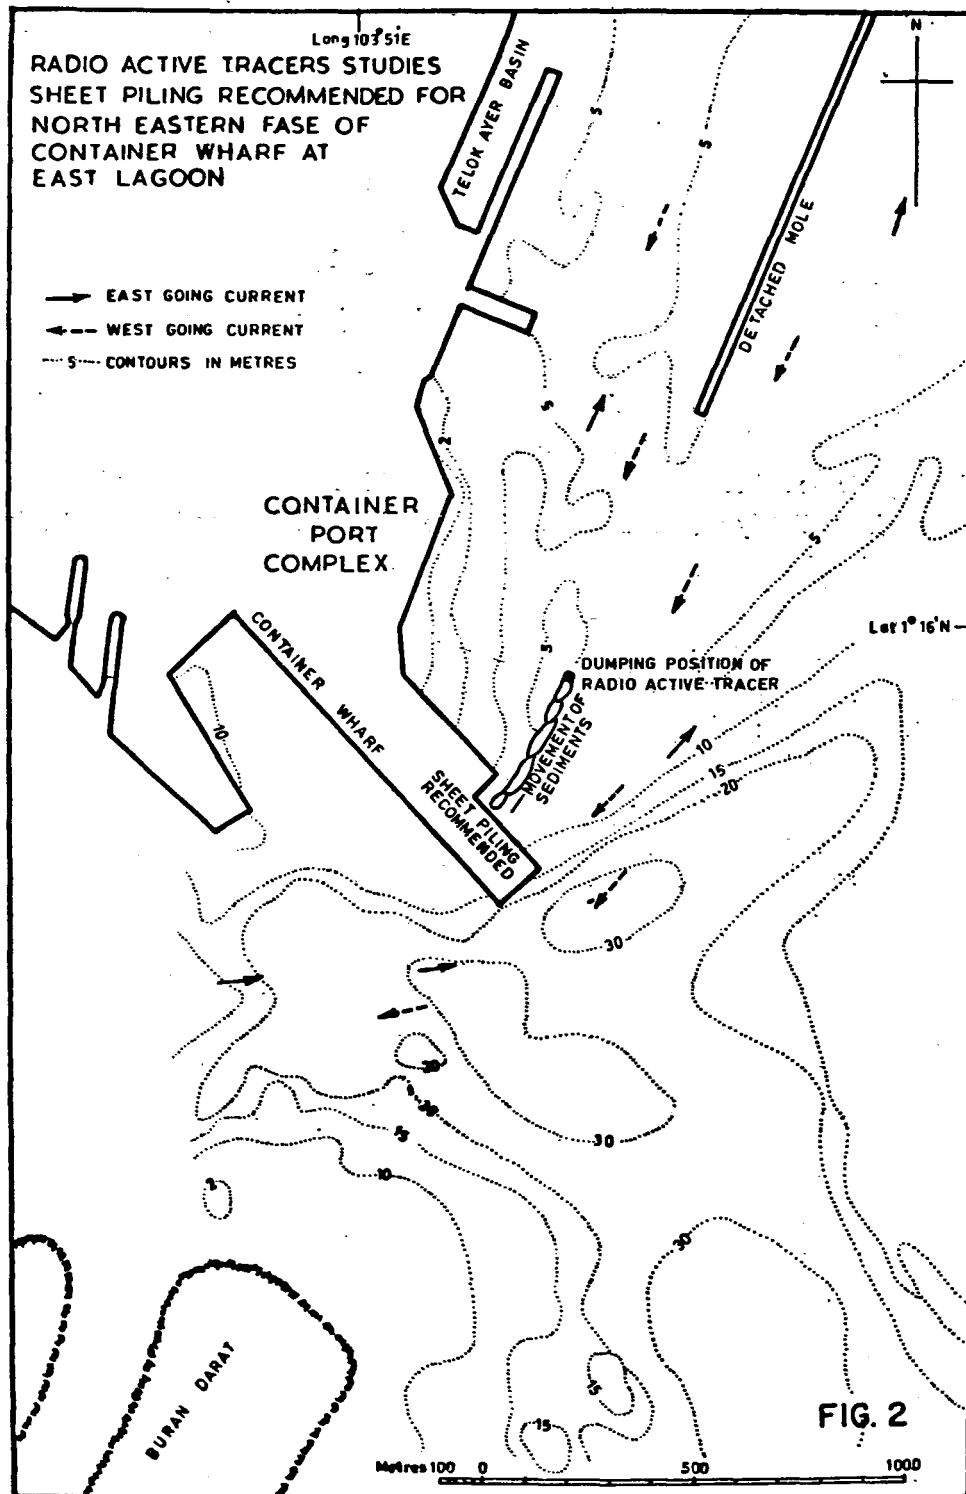 Long 103°51'E
RADIO ACTIVE TRACERS STUDIES
SHEET PILING RECOMMENDED FOR
NORTH EASTERN FASE OF
CONTAINER WHARF AT
EAST LAGOON
N
TELOK AYER BASIN
5
5
DETACHED MOLE
EAST GOING CURRENT
WEST GOING CURRENT
5 CONTOURS IN METRES
5
2
CONTAINER
PORT
COMPLEX
5
Lat 1° 16'N
CONTAINER WHARF
5
DUMPING POSITION OF
RADIO ACTIVE TRACER
MOVEMENT OF
SEDIMENTS
10
10
15
20
SHEET PILING
RECOMMENDED
30
30
15
10
30
2
30
BURAN DARAT
15
15
FIG. 2
Metres 100 0 500 1000